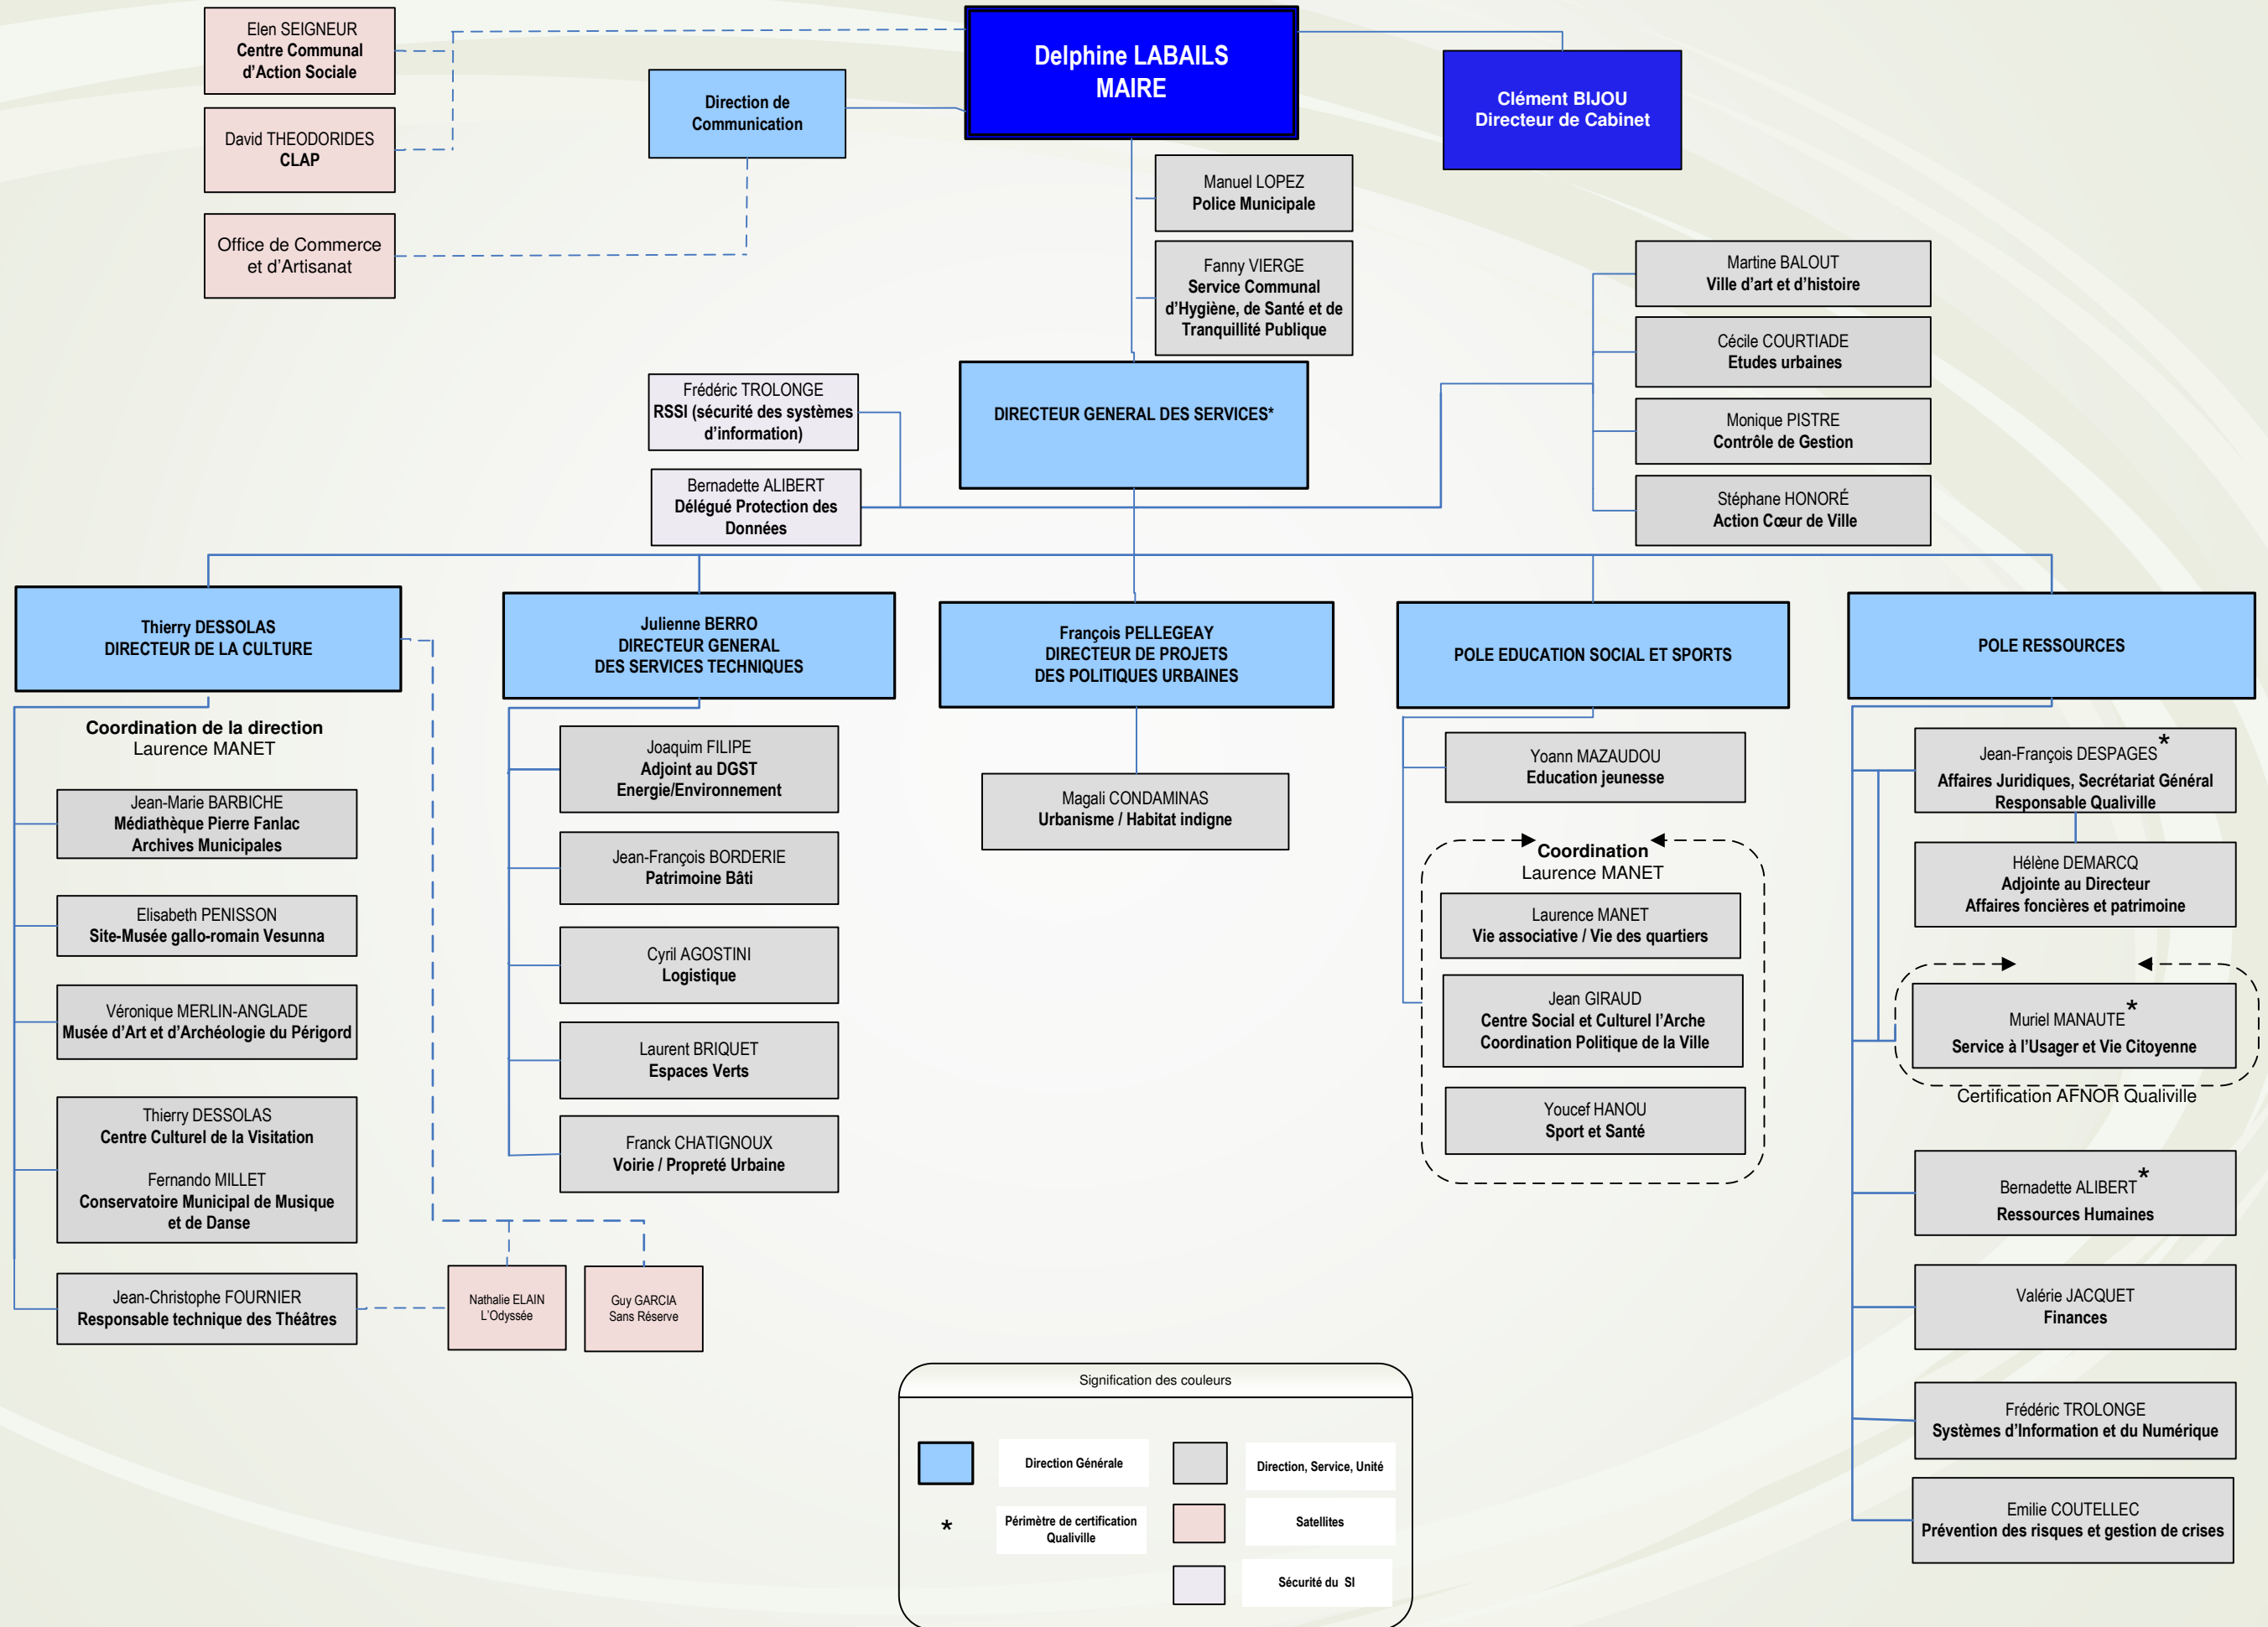 Elen SEIGNEUR
Centre Communal
d'Action Sociale
David THEODORIDES
CLAP
Office de Commerce
et d'Artisanat
Direction de
Communication
Delphine LABAILS
MAIRE
Clément BIJOU
Directeur de Cabinet
Manuel LOPEZ
Police Municipale
Fanny VIERGE
Service Communal
d'Hygiène, de Santé et de
Tranquillité Publique
Martine BALOUT
Ville d'art et d'histoire
Cécile COURTIADE
Etudes urbaines
Monique PISTRE
Contrôle de Gestion
Stéphane HONORÉ
Action Cœur de Ville
Frédéric TROLONGE
RSSI (sécurité des systèmes
d'information)
Bernadette ALIBERT
Délégué Protection des
Données
DIRECTEUR GENERAL DES SERVICES*
Thierry DESSOLAS
DIRECTEUR DE LA CULTURE
Julienne BERRO
DIRECTEUR GENERAL
DES SERVICES TECHNIQUES
François PELLEGEAY
DIRECTEUR DE PROJETS
DES POLITIQUES URBAINES
POLE EDUCATION SOCIAL ET SPORTS
POLE RESSOURCES
Coordination de la direction
Laurence MANET
Jean-Marie BARBICHE
Médiathèque Pierre Fanlac
Archives Municipales
Elisabeth PENISSON
Site-Musée gallo-romain Vesunna
Véronique MERLIN-ANGLADE
Musée d'Art et d'Archéologie du Périgord
Thierry DESSOLAS
Centre Culturel de la Visitation
Fernando MILLET
Conservatoire Municipal de Musique
et de Danse
Jean-Christophe FOURNIER
Responsable technique des Théâtres
Nathalie ELAIN
L'Odyssée
Guy GARCIA
Sans Réserve
Joaquim FILIPE
Adjoint au DGST
Energie/Environnement
Jean-François BORDERIE
Patrimoine Bâti
Cyril AGOSTINI
Logistique
Laurent BRIQUET
Espaces Verts
Franck CHATIGNOUX
Voirie / Propreté Urbaine
Magali CONDAMINAS
Urbanisme / Habitat indigne
Yoann MAZAUDOU
Education jeunesse
Coordination
Laurence MANET
Laurence MANET
Vie associative / Vie des quartiers
Jean GIRAUD
Centre Social et Culturel l'Arche
Coordination Politique de la Ville
Youcef HANOU
Sport et Santé
Jean-François DESPAGES*
Affaires Juridiques, Secrétariat Général
Responsable Qualiville
Hélène DEMARCQ
Adjointe au Directeur
Affaires foncières et patrimoine
Muriel MANAUTE*
Service à l'Usager et Vie Citoyenne
Certification AFNOR Qualiville
Bernadette ALIBERT*
Ressources Humaines
Valérie JACQUET
Finances
Frédéric TROLONGE
Systèmes d'Information et du Numérique
Emilie COUTELLEC
Prévention des risques et gestion de crises
Signification des couleurs
Direction Générale
Direction, Service, Unité
*
Périmètre de certification
Qualiville
Satellites
Sécurité du SI